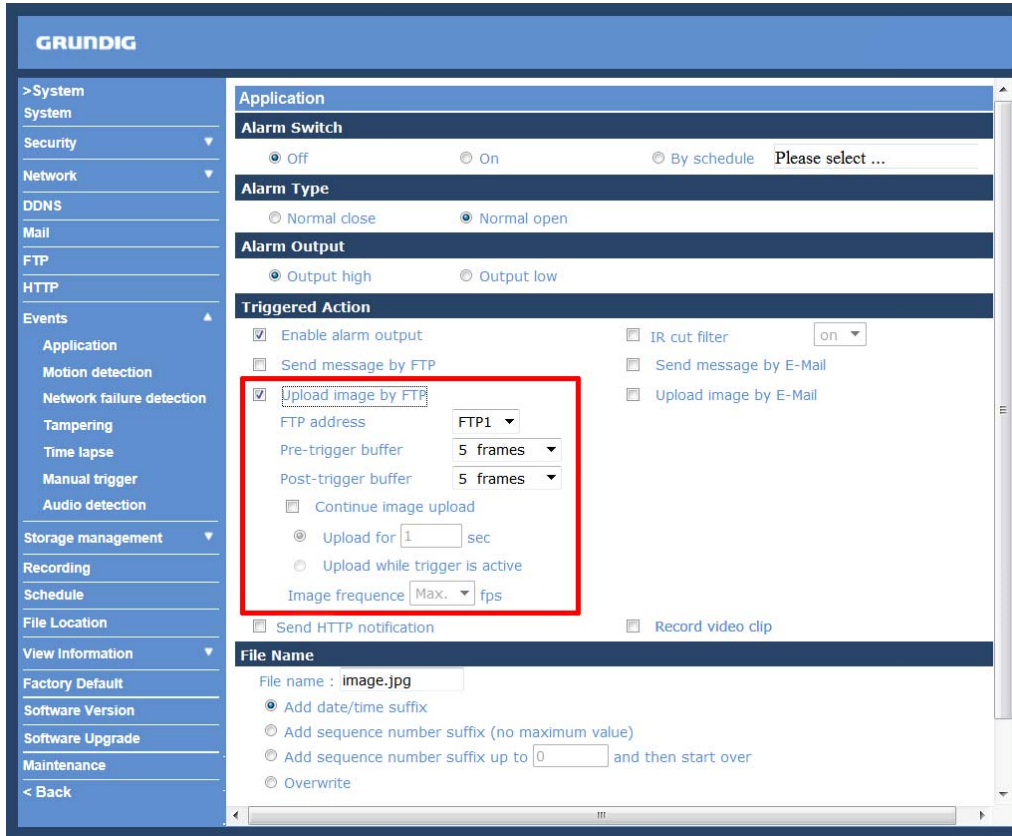 GRUNDIG
>System
System
Security
Network
DDNS
Mail
FTP
HTTP
Events
Application
Motion detection
Network failure detection
Tampering
Time lapse
Manual trigger
Audio detection
Storage management
Recording
Schedule
File Location
View Information
Factory Default
Software Version
Software Upgrade
Maintenance
< Back
Application
Alarm Switch
Off On By schedule Please select ...
Alarm Type
Normal close Normal open
Alarm Output
Output high Output low
Triggered Action
Enable alarm output IR cut filter on
Send message by FTP Send message by E-Mail
Upload image by FTP Upload image by E-Mail
FTP address FTP1
Pre-trigger buffer 5 frames
Post-trigger buffer 5 frames
Continue image upload
Upload for 1 sec
Upload while trigger is active
Image frequence Max. fps
Send HTTP notification Record video clip
File Name
File name : image.jpg
Add date/time suffix
Add sequence number suffix (no maximum value)
Add sequence number suffix up to 0 and then start over
Overwrite